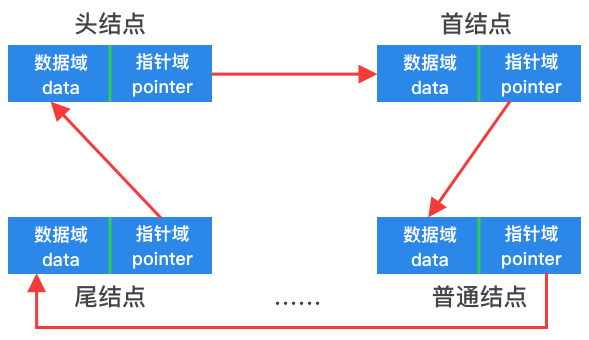 头结点
首结点
数据域
data
指针域
pointer
数据域
data
指针域
pointer
数据域
data
指针域
pointer
数据域
data
指针域
pointer
尾结点
......
普通结点